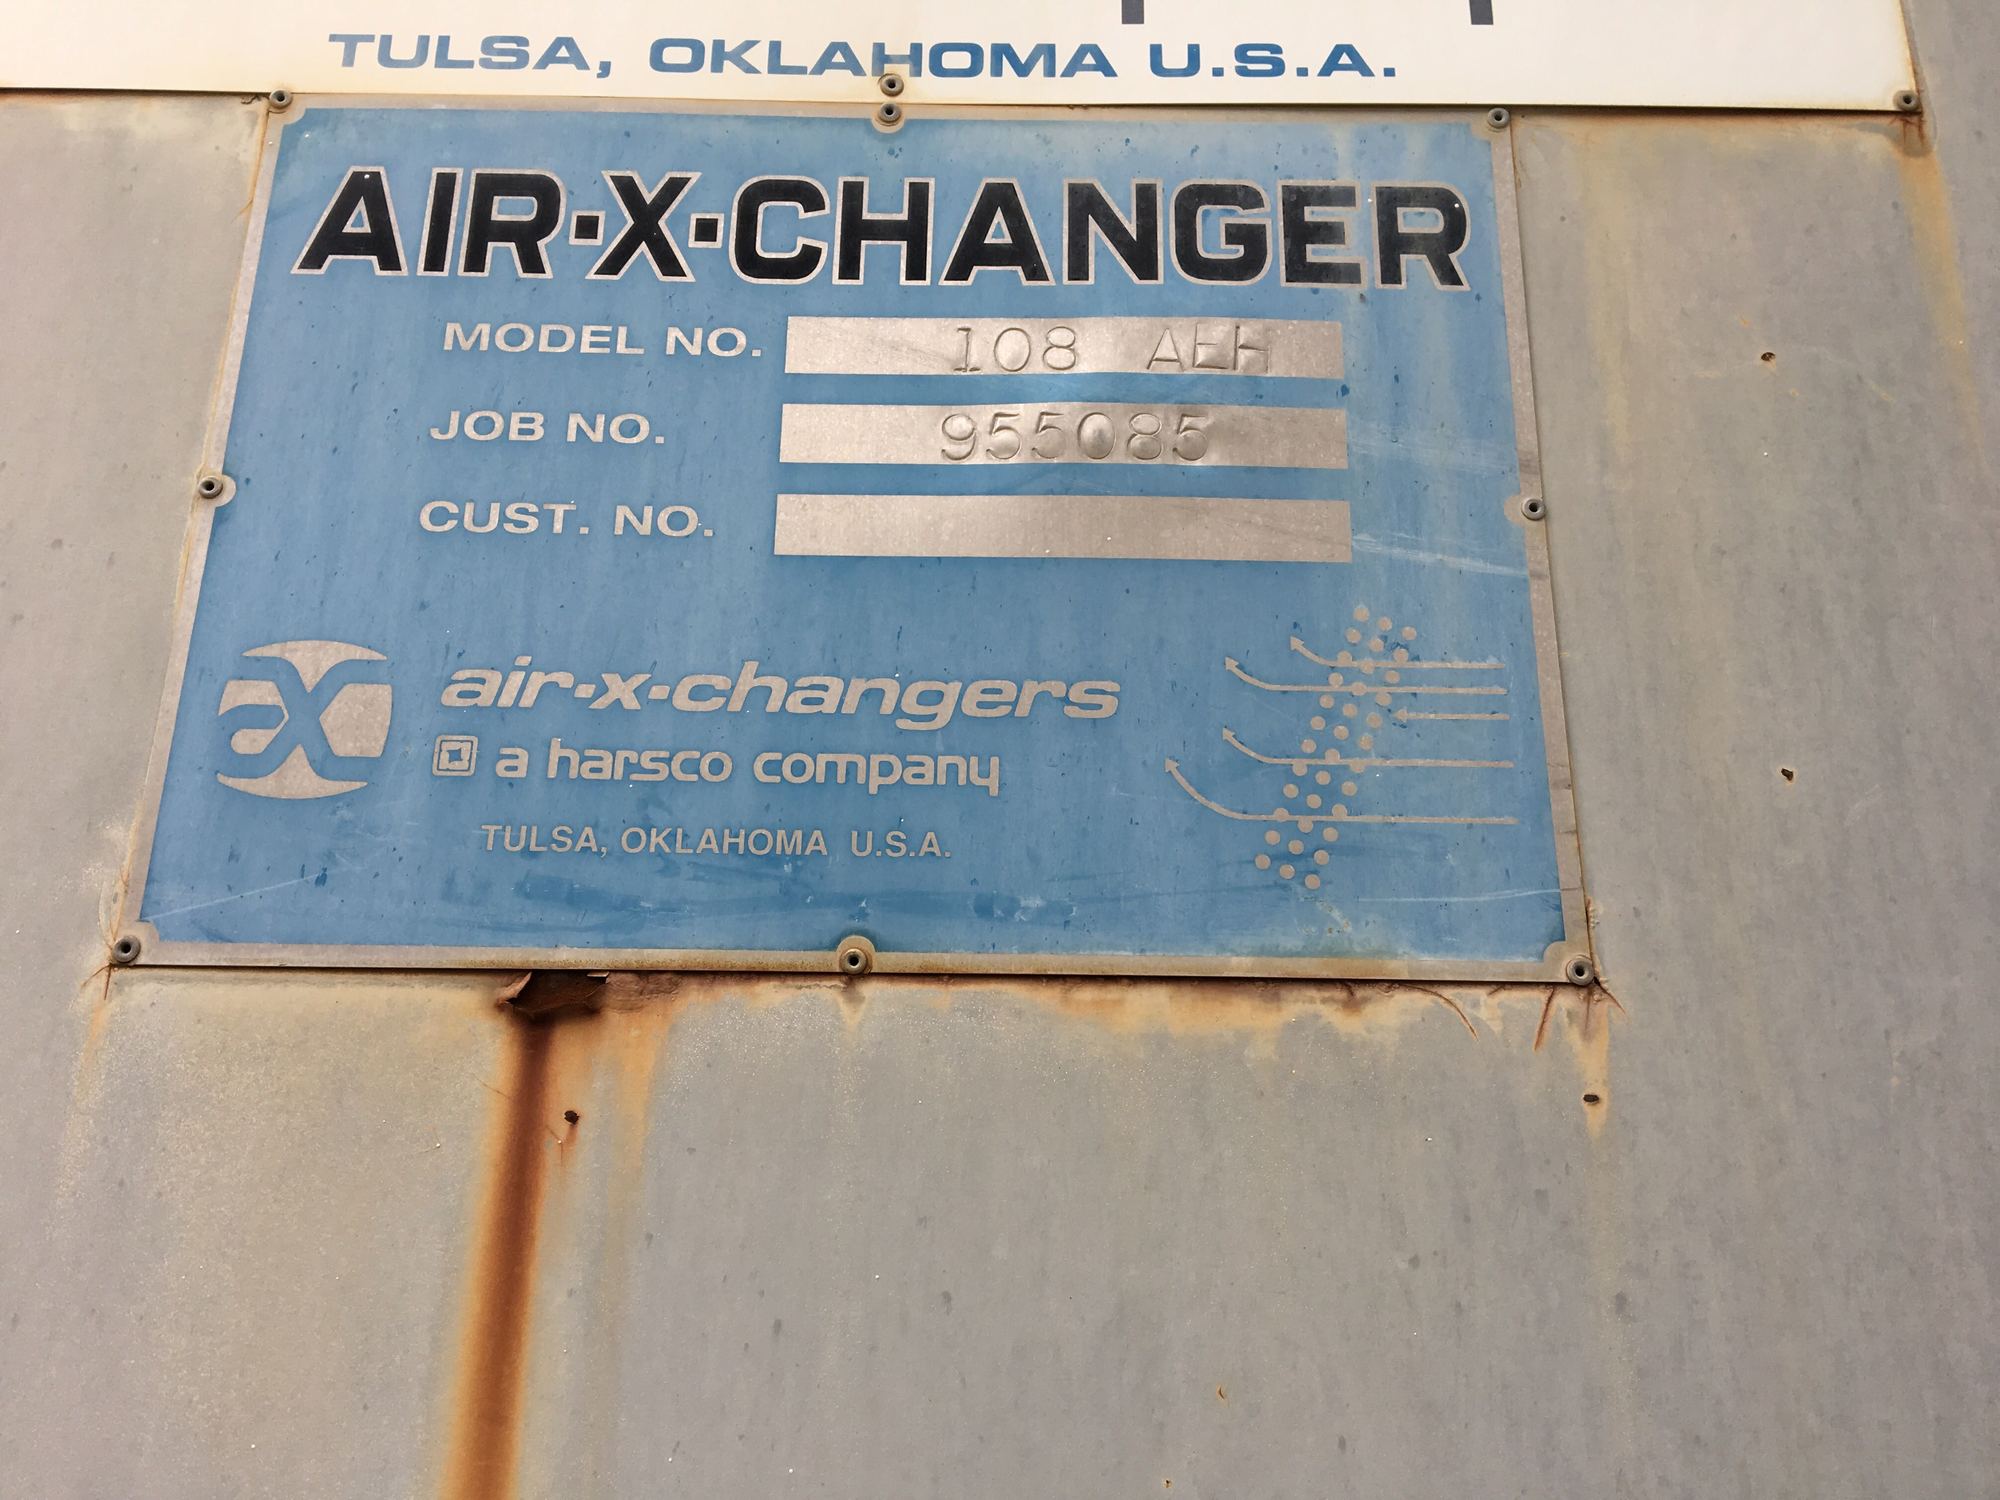 TULSA, OKLAHOMA U.S.A.
AIR·X·CHANGER
MODEL NO. 108 AEH
JOB NO. 955085
CUST. NO.
air·x·changers
a harsco company
TULSA, OKLAHOMA U.S.A.